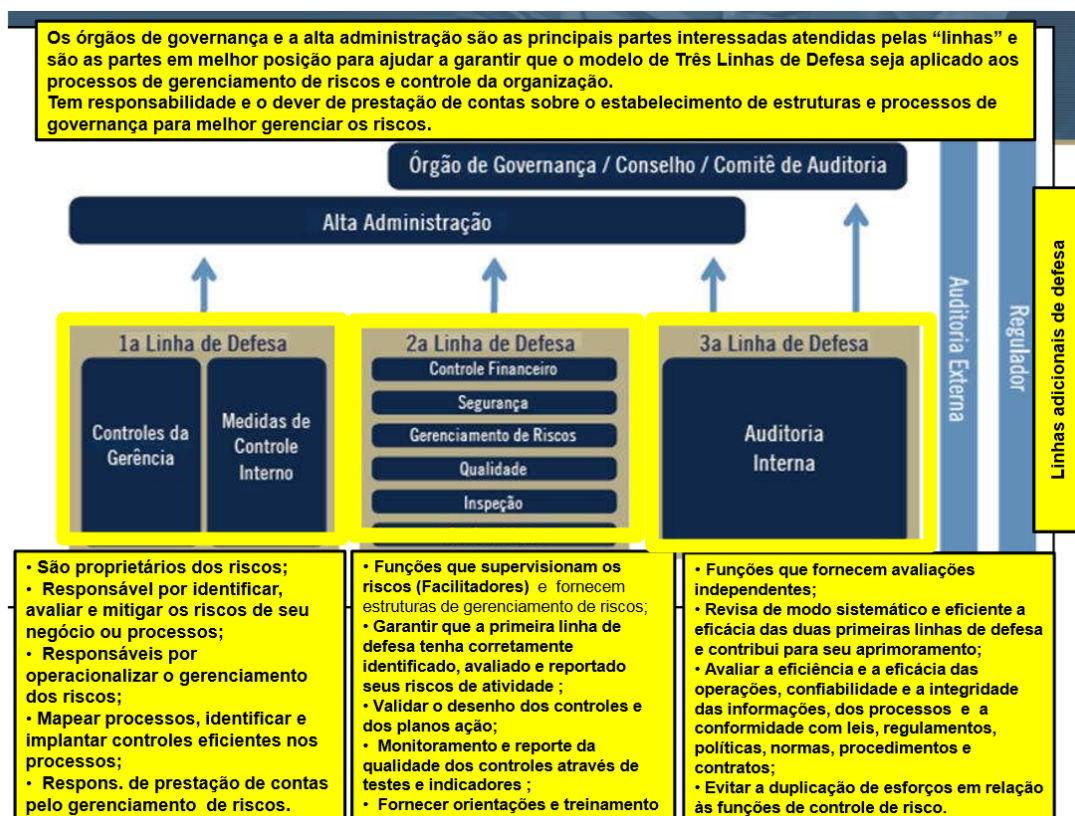 Os órgãos de governança e a alta administração são as principais partes interessadas atendidas pelas “linhas” e
são as partes em melhor posição para ajudar a garantir que o modelo de Três Linhas de Defesa seja aplicado aos
processos de gerenciamento de riscos e controle da organização.
Tem responsabilidade e o dever de prestação de contas sobre o estabelecimento de estruturas e processos de
governança para melhor gerenciar os riscos.
Órgão de Governança / Conselho / Comitê de Auditoria
Alta Administração
1a Linha de Defesa
Controles da
Gerência
Medidas de
Controle
Interno
2a Linha de Defesa
Controle Financeiro
Segurança
Gerenciamento de Riscos
Qualidade
Inspeção
3a Linha de Defesa
Auditoria
Interna
Auditoria Externa
Regulador
Linhas adicionais de defesa
• São proprietários dos riscos;
• Responsável por identificar,
avaliar e mitigar os riscos de seu
negócio ou processos;
• Responsáveis por
operacionalizar o gerenciamento
dos riscos;
• Mapear processos, identificar e
implantar controles eficientes nos
processos;
• Respons. de prestação de contas
pelo gerenciamento de riscos.
• Funções que supervisionam os
riscos (Facilitadores) e fornecem
estruturas de gerenciamento de riscos;
• Garantir que a primeira linha de
defesa tenha corretamente
identificado, avaliado e reportado
seus riscos de atividade ;
• Validar o desenho dos controles e
dos planos ação;
• Monitoramento e reporte da
qualidade dos controles através de
testes e indicadores ;
• Fornecer orientações e treinamento
• Funções que fornecem avaliações
independentes;
• Revisa de modo sistemático e eficiente a
eficácia das duas primeiras linhas de defesa
e contribui para seu aprimoramento;
• Avaliar a eficiência e a eficácia das
operações, confiabilidade e a integridade
das informações, dos processos e a
conformidade com leis, regulamentos,
políticas, normas, procedimentos e
contratos;
• Evitar a duplicação de esforços em relação
às funções de controle de risco.